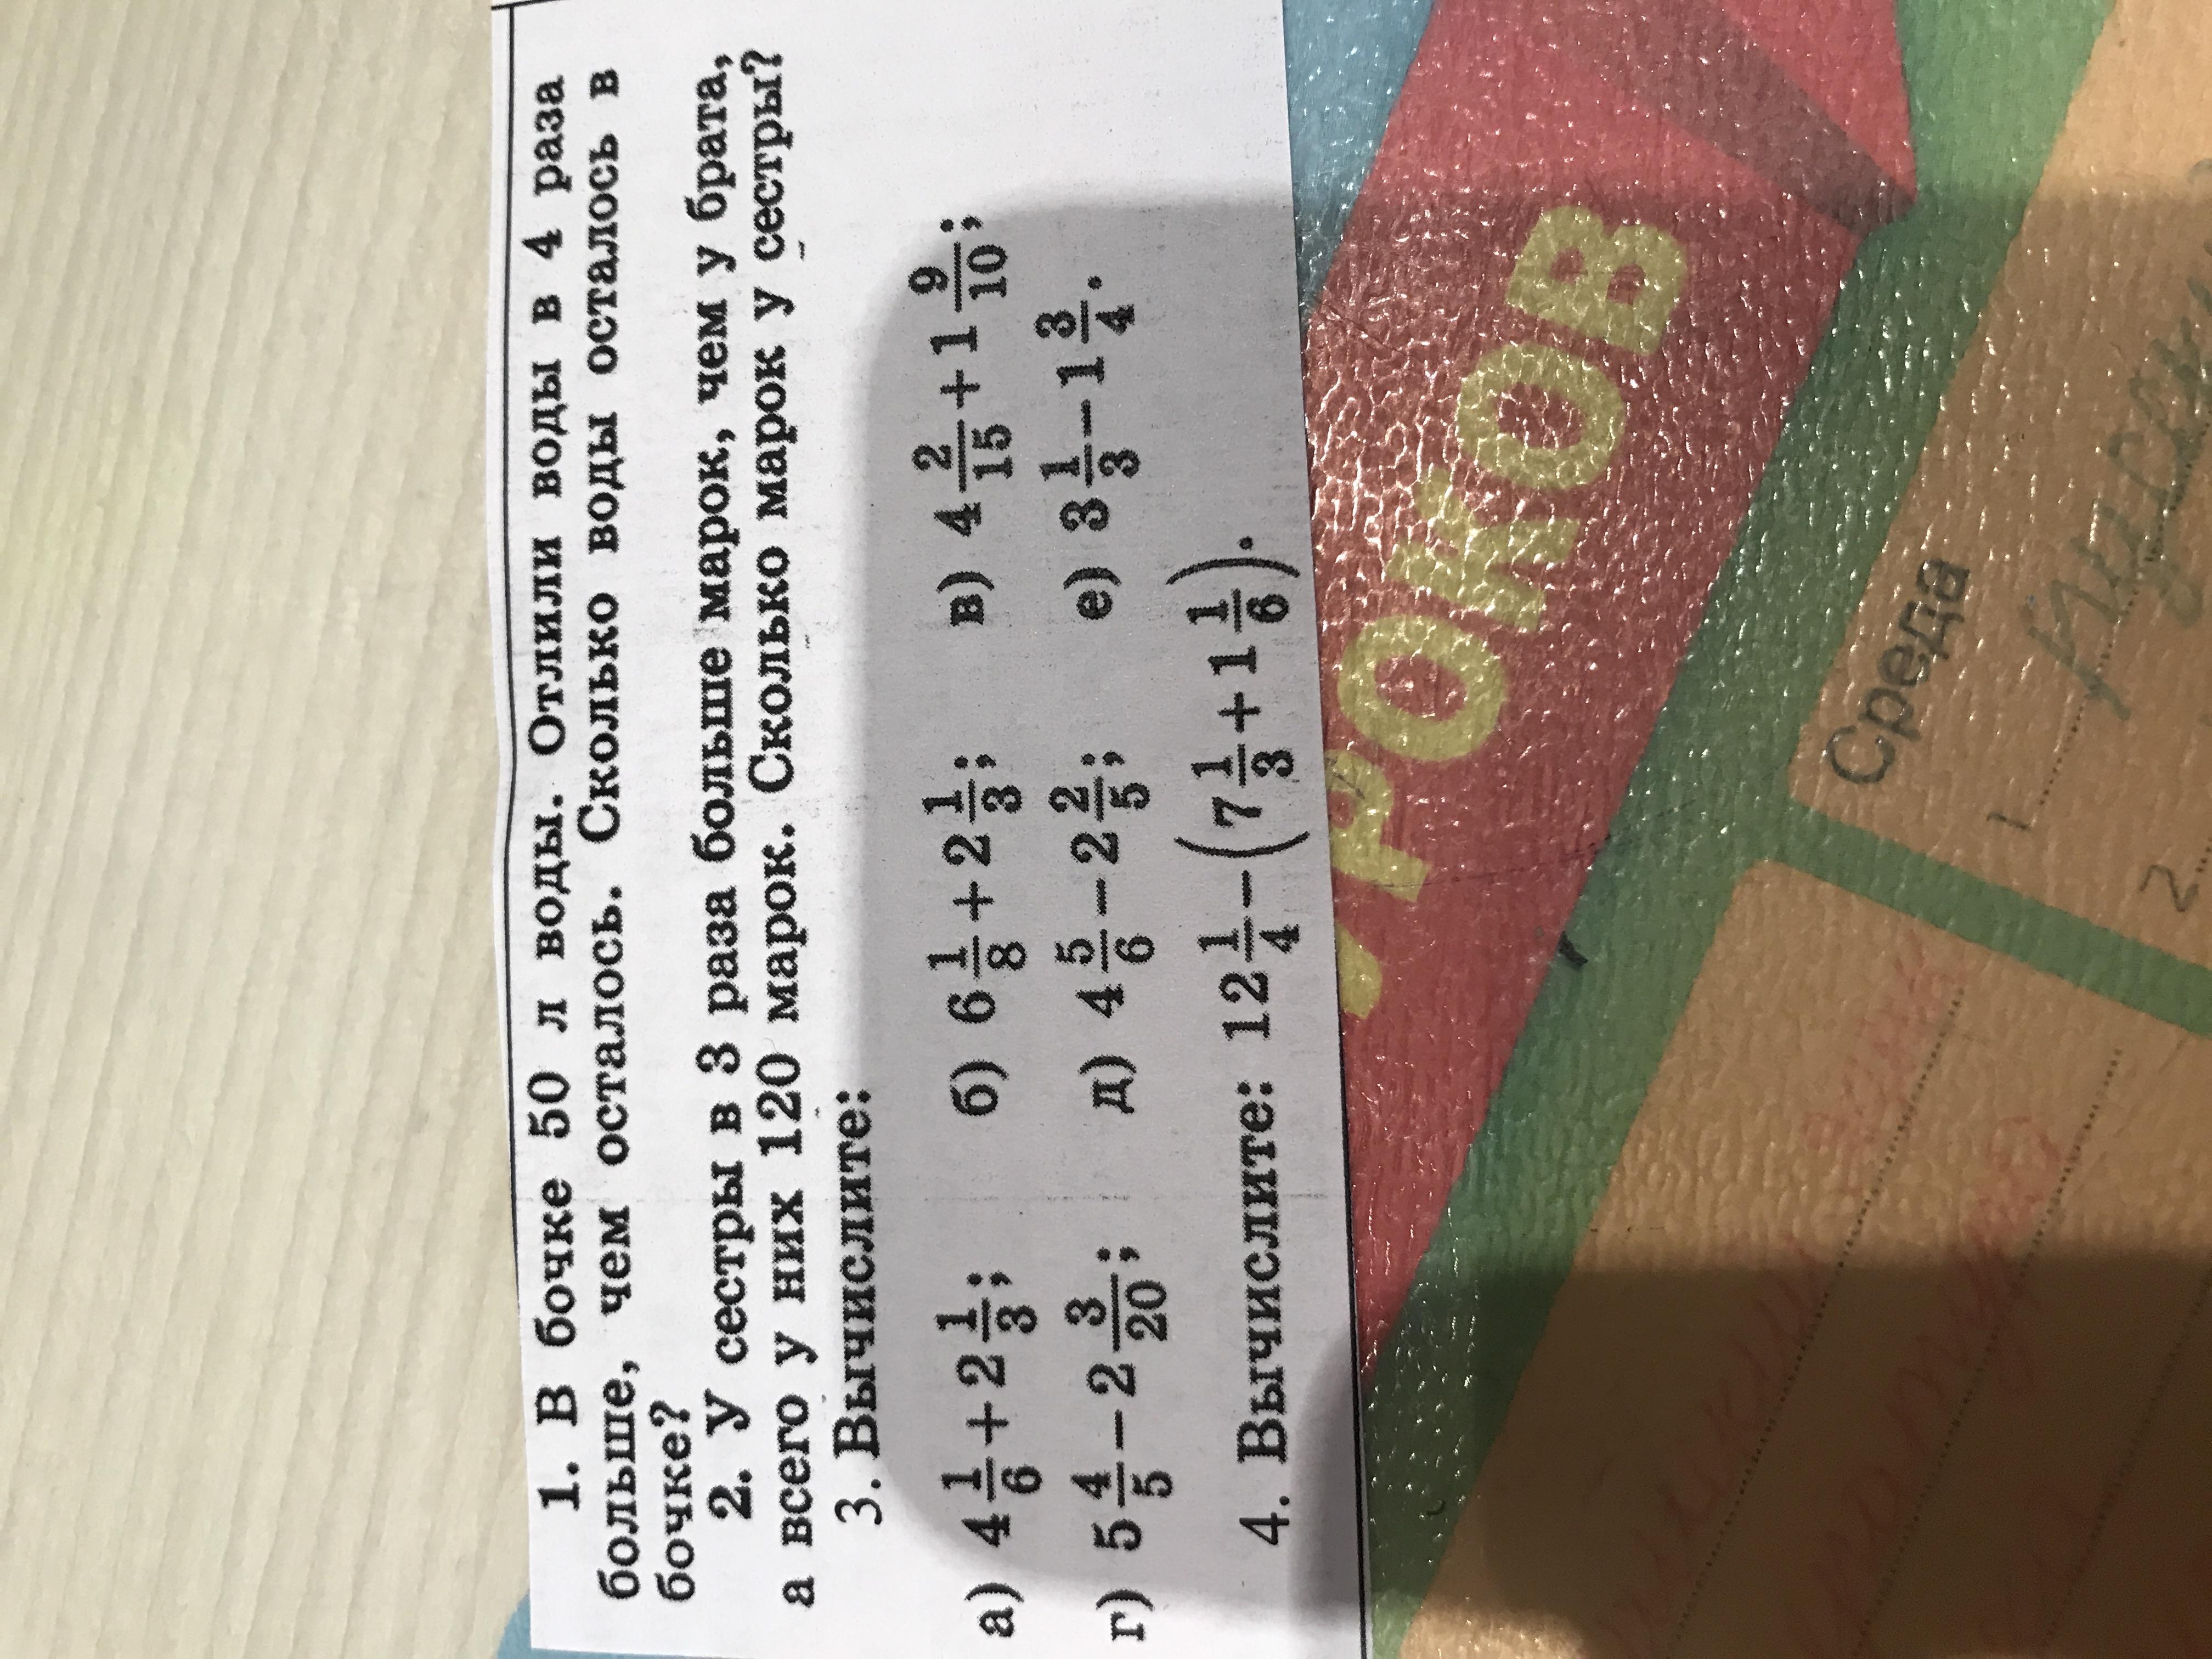 1. В бочке 50 л воды. Отлили воды в 4 раза
больше, чем осталось. Сколько воды осталось в
бочке?
2. У сестры в 3 раза больше марок, чем у брата,
а всего у них 120 марок. Сколько марок у сестры?
3. Вычислите:
а) 4 1/6 + 2 1/3; б) 6 1/8 + 2 1/3; в) 4 2/15 + 1 9/10;
г) 5 4/5 − 2 3/20; д) 4 5/6 − 2 2/5; е) 3 1/3 − 1 3/4.
4. Вычислите: 12 1/4 − (7 1/3 + 1 1/6).
УРОКОВ
Среда
1
2